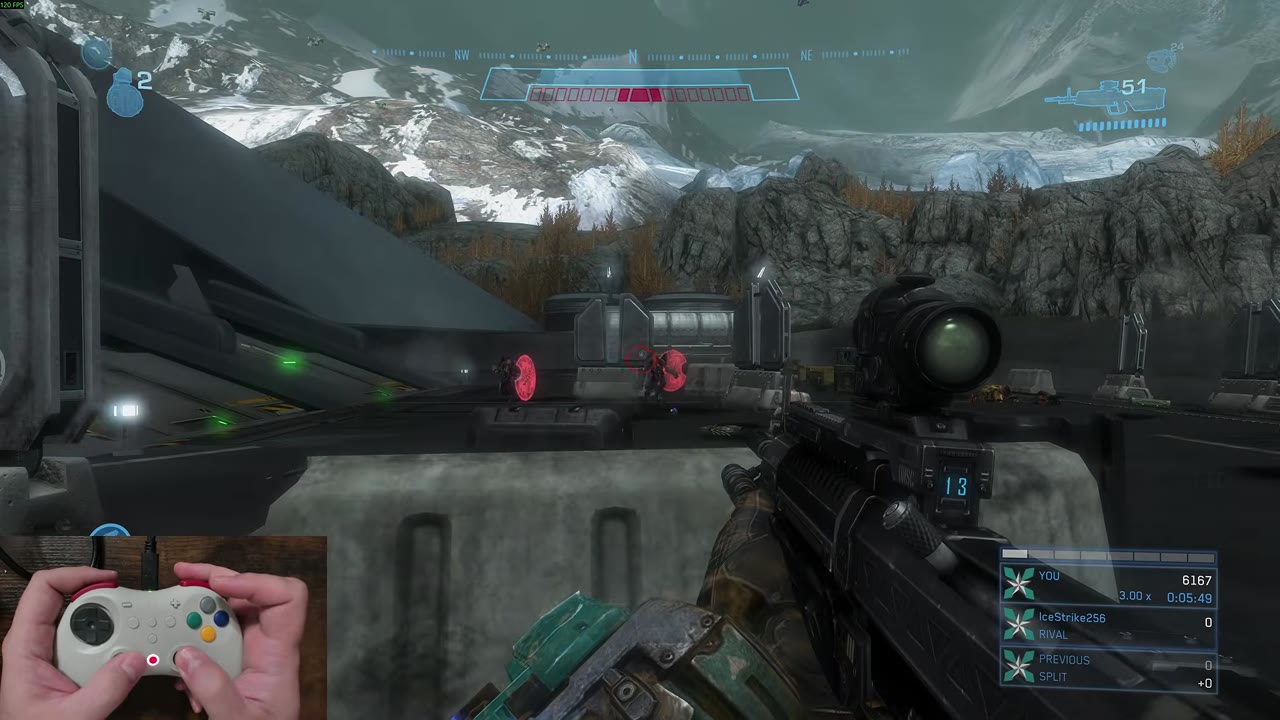 120 FPS
NW
N
NE
2
24
51
13
YOU
6167
3.00 x 0:05:49
IceStrike256
0
RIVAL
PREVIOUS
0
SPLIT
+0